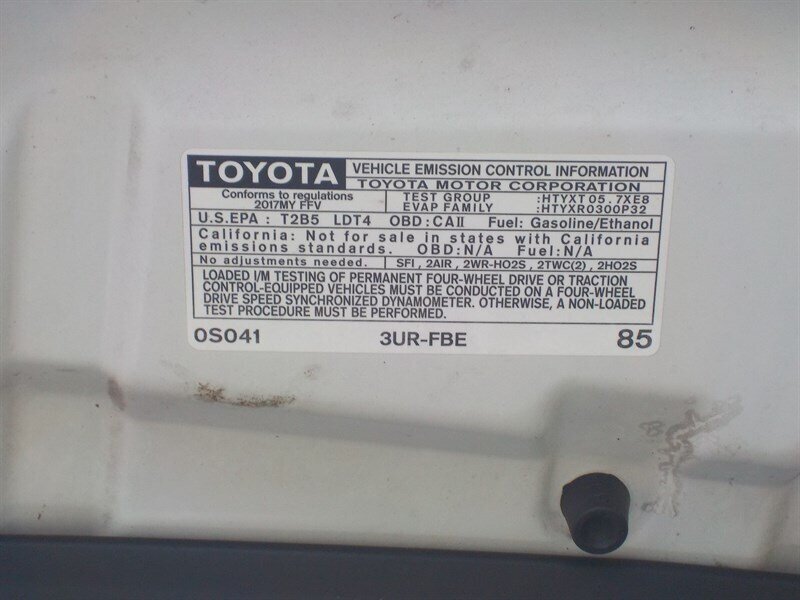 TOYOTA VEHICLE EMISSION CONTROL INFORMATION
TOYOTA MOTOR CORPORATION
Conforms to regulations
2017MY FFV
TEST GROUP :HTYXT05.7XE8
EVAP FAMILY :HTYXR0300P32
U.S.EPA : T2B5 LDT4 OBD:CAII Fuel: Gasoline/Ethanol
California: Not for sale in states with California
emissions standards. OBD:N/A Fuel:N/A
No adjustments needed. SFI , 2AIR , 2WR-HO2S , 2TWC(2) , 2HO2S
LOADED I/M TESTING OF PERMANENT FOUR-WHEEL DRIVE OR TRACTION
CONTROL-EQUIPPED VEHICLES MUST BE CONDUCTED ON A FOUR-WHEEL
DRIVE SPEED SYNCHRONIZED DYNAMOMETER. OTHERWISE, A NON-LOADED
TEST PROCEDURE MUST BE PERFORMED.
0S041 3UR-FBE 85